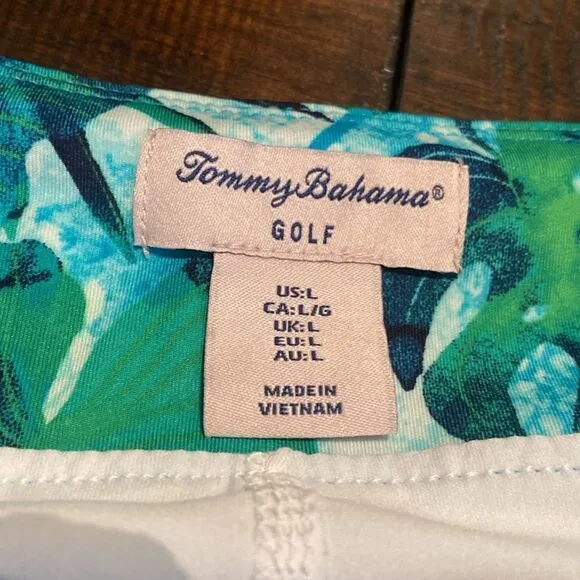 Tommy Bahama®
GOLF
US:L
CA:L/G
UK:L
EU:L
AU:L
MADE IN
VIETNAM